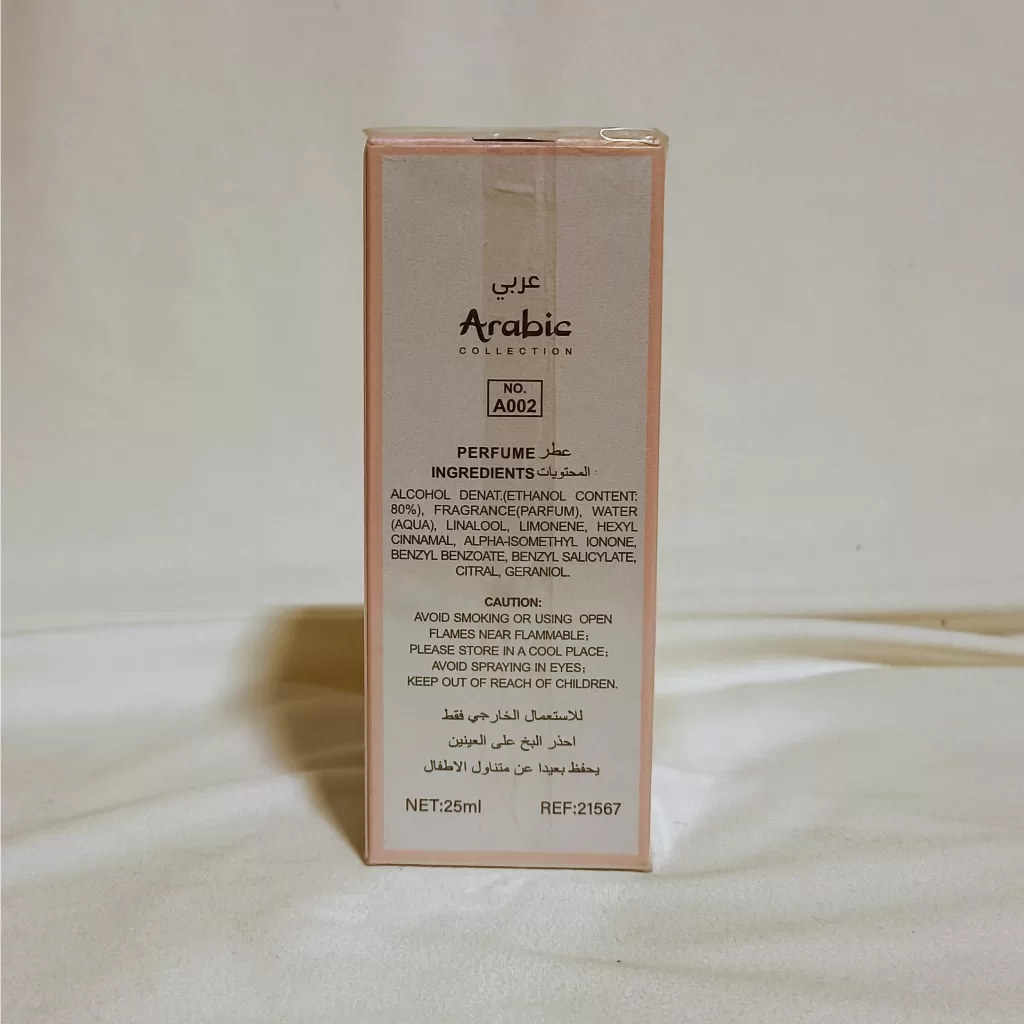 عربي
Arabic
COLLECTION
NO.
A002
PERFUME عطر
INGREDIENTS المحتويات :
ALCOHOL DENAT.(ETHANOL CONTENT:
80%), FRAGRANCE(PARFUM), WATER
(AQUA), LINALOOL, LIMONENE, HEXYL
CINNAMAL, ALPHA-ISOMETHYL IONONE,
BENZYL BENZOATE, BENZYL SALICYLATE,
CITRAL, GERANIOL.
CAUTION:
AVOID SMOKING OR USING OPEN
FLAMES NEAR FLAMMABLE;
PLEASE STORE IN A COOL PLACE;
AVOID SPRAYING IN EYES;
KEEP OUT OF REACH OF CHILDREN.
للاستعمال الخارجي فقط
احذر البخ على العينين
يحفظ بعيدا عن متناول الاطفال
NET:25ml REF:21567